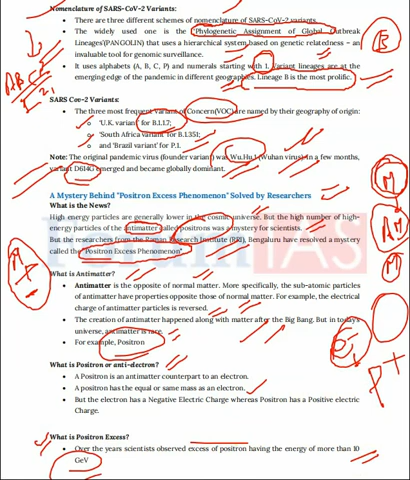 Nomenclature of SARS-CoV-2 Variants:
• There are three different schemes of nomenclature of SARS-CoV-2 variants.
• The widely used one is the 'Phylogenetic Assignment of Global Outbreak
Lineages'(PANGOLIN) that uses a hierarchical system based on genetic relatedness – an
invaluable tool for genomic surveillance.
• It uses alphabets (A, B, C, P) and numerals starting with 1. Variant lineages are at the
emerging edge of the pandemic in different geographies. Lineage B is the most prolific.
SARS Cov-2 Variants:
• The three most frequent variant of Concern(VOC) are named by their geography of origin:
'U.K. variant' for B.1.1.7;
'South Africa variant' for B.1.351;
and 'Brazil variant' for P.1.
Note: The original pandemic virus (founder variant) was Wu.Hu.1 (Wuhan virus). In a few months,
variant D614G emerged and became globally dominant.
A Mystery Behind "Positron Excess Phenomenon" Solved by Researchers
What is the News?
High energy particles are generally lower in the cosmic universe. But the high number of high-
energy particles of the antimatter called positrons was a mystery for scientists.
But the researchers from the Raman Research Institute (RRI), Bengaluru have resolved a mystery
called the "Positron Excess Phenomenon".
What is Antimatter?
• Antimatter is the opposite of normal matter. More specifically, the sub-atomic particles
of antimatter have properties opposite those of normal matter. For example, the electrical
charge of antimatter particles is reversed.
• The creation of antimatter happened along with matter after the Big Bang. But in today's
universe, antimatter is rare.
• For example, Positron
What is Positron or anti-electron?
• A Positron is an antimatter counterpart to an electron.
• A positron has the equal or same mass as an electron.
• But the electron has a Negative Electric Charge whereas Positron has a Positive electric
Charge.
What is Positron Excess?
• Over the years scientists observed excess of positron having the energy of more than 10
GeV